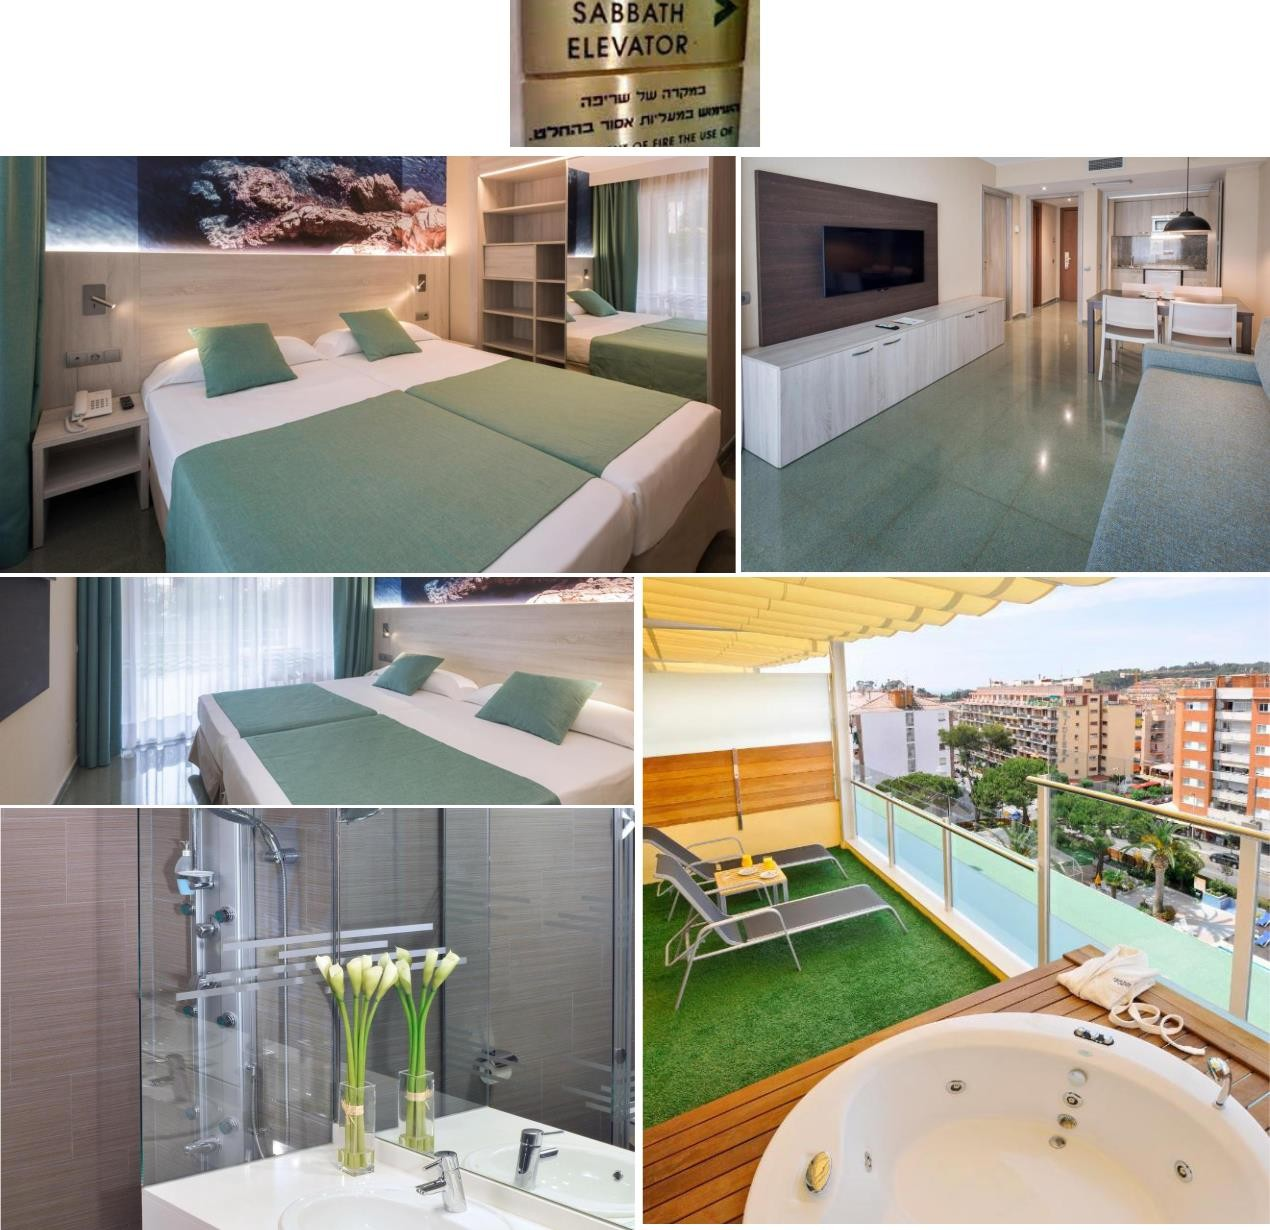 SABBATH
ELEVATOR
במקרה של שריפה
השימוש במעליות אסור בהחלט.
OF FIRE THE USE OF